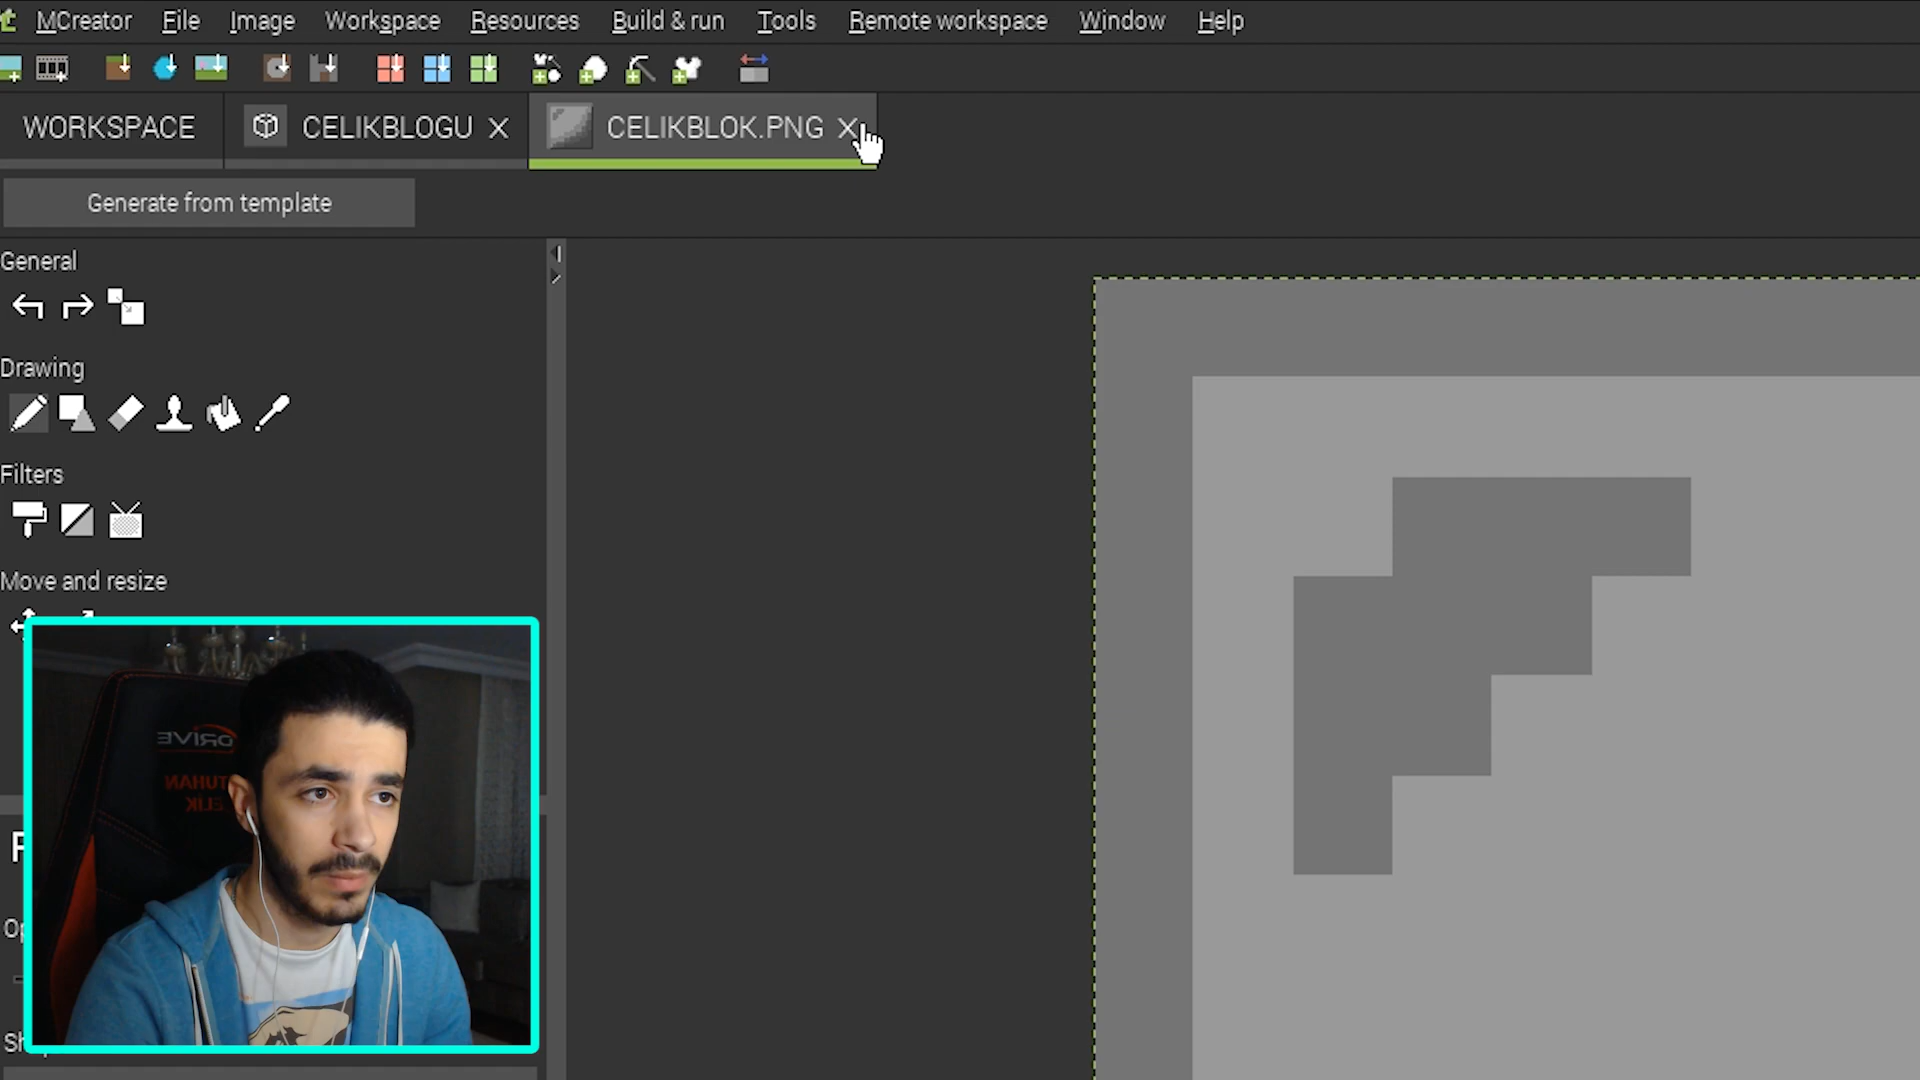 MCreator File Image Workspace Resources Build & run Tools Remote workspace Window Help
WORKSPACE CELIKBLOGU CELIKBLOK.PNG
Generate from template
General
Drawing
Filters
Move and resize
DRIVE